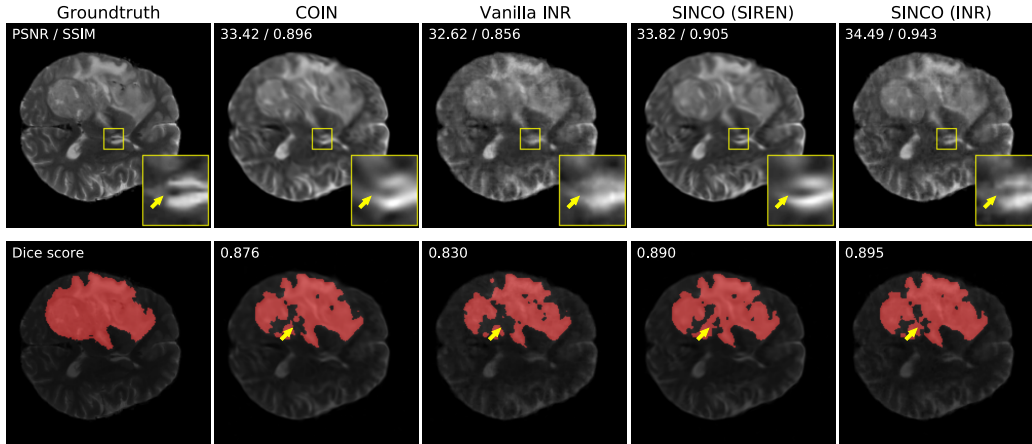 Groundtruth COIN Vanilla INR SINCO (SIREN) SINCO (INR)
PSNR / SSIM 33.42 / 0.896 32.62 / 0.856 33.82 / 0.905 34.49 / 0.943
Dice score 0.876 0.830 0.890 0.895